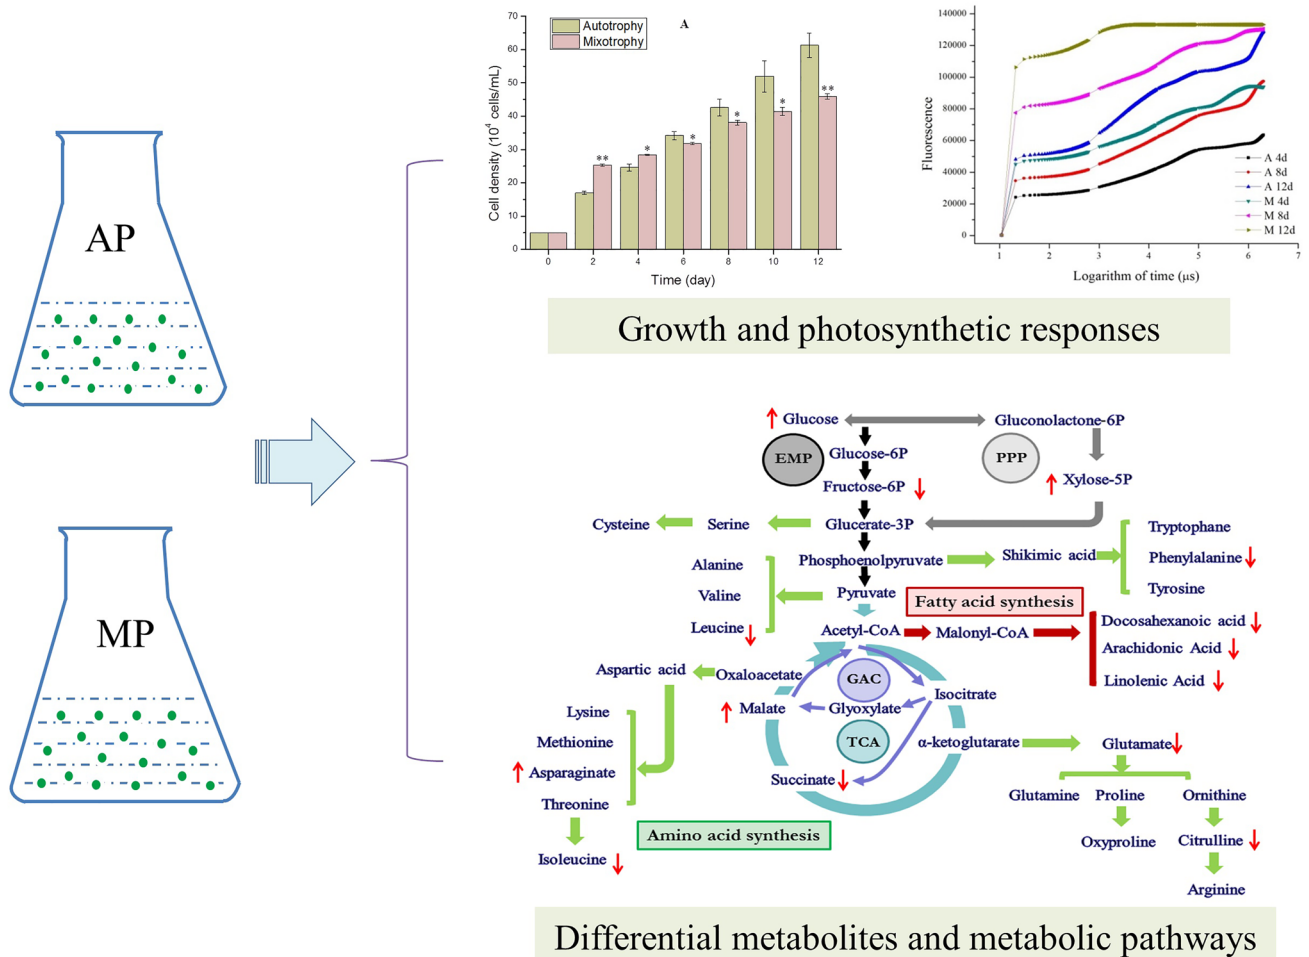 AP
MP
A
Autotrophy
Mixotrophy
Cell density (10⁴ cells/mL)
70
60
50
40
30
20
10
0
** * * * * **
0 2 4 6 8 10 12
Time (day)
Fluorescence
140000
120000
100000
80000
60000
40000
20000
0
A 4d
A 8d
A 12d
M 4d
M 8d
M 12d
1 2 3 4 5 6 7
Logarithm of time (μs)
Growth and photosynthetic responses
Glucose
Gluconolactone-6P
EMP
Glucose-6P
PPP
Fructose-6P
Xylose-5P
Cysteine
Serine
Glucerate-3P
Tryptophane
Alanine
Phosphoenolpyruvate
Shikimic acid
Phenylalanine
Valine
Pyruvate
Tyrosine
Fatty acid synthesis
Leucine
Acetyl-CoA
Malonyl-CoA
Docosahexanoic acid
Arachidonic Acid
Linolenic Acid
Aspartic acid
Oxaloacetate
GAC
Isocitrate
Lysine
Malate
Glyoxylate
Methionine
TCA
α-ketoglutarate
Glutamate
Asparaginate
Succinate
Threonine
Glutamine
Proline
Ornithine
Amino acid synthesis
Isoleucine
Oxyproline
Citrulline
Arginine
Differential metabolites and metabolic pathways